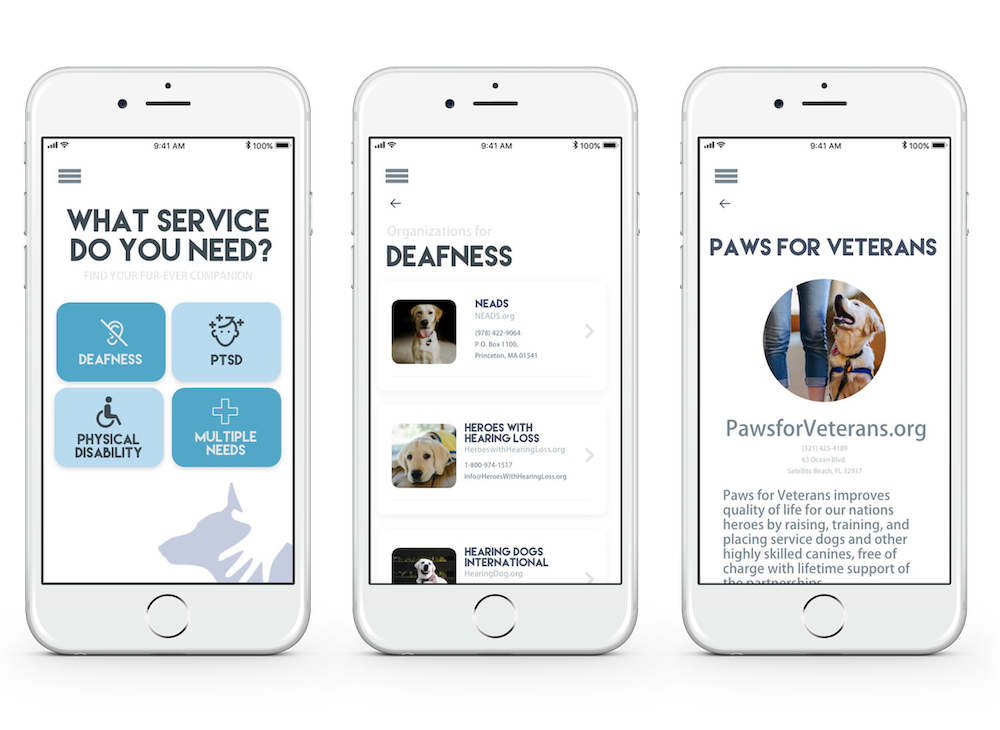 9:41 AM
100%
WHAT SERVICE
DO YOU NEED?
FIND YOUR FUR-EVER COMPANION
DEAFNESS
PTSD
PHYSICAL
DISABILITY
MULTIPLE
NEEDS
9:41 AM
100%
Organizations for
DEAFNESS
NEADS
NEADS.org
(978) 422-9064
P.O. Box 1100,
Princeton, MA 01541
HEROES WITH
HEARING LOSS
HeroeswithHearingLoss.org
1-800-974-1517
Info@HeroesWithHearingLoss.org
HEARING DOGS
INTERNATIONAL
HearingDog.org
9:41 AM
100%
PAWS FOR VETERANS
PawsforVeterans.org
(321) 425-4189
63 Ocean Blvd.
Satellite Beach, FL 32937
Paws for Veterans improves
quality of life for our nations
heroes by raising, training, and
placing service dogs and other
highly skilled canines, free of
charge with lifetime support of
the partnerships